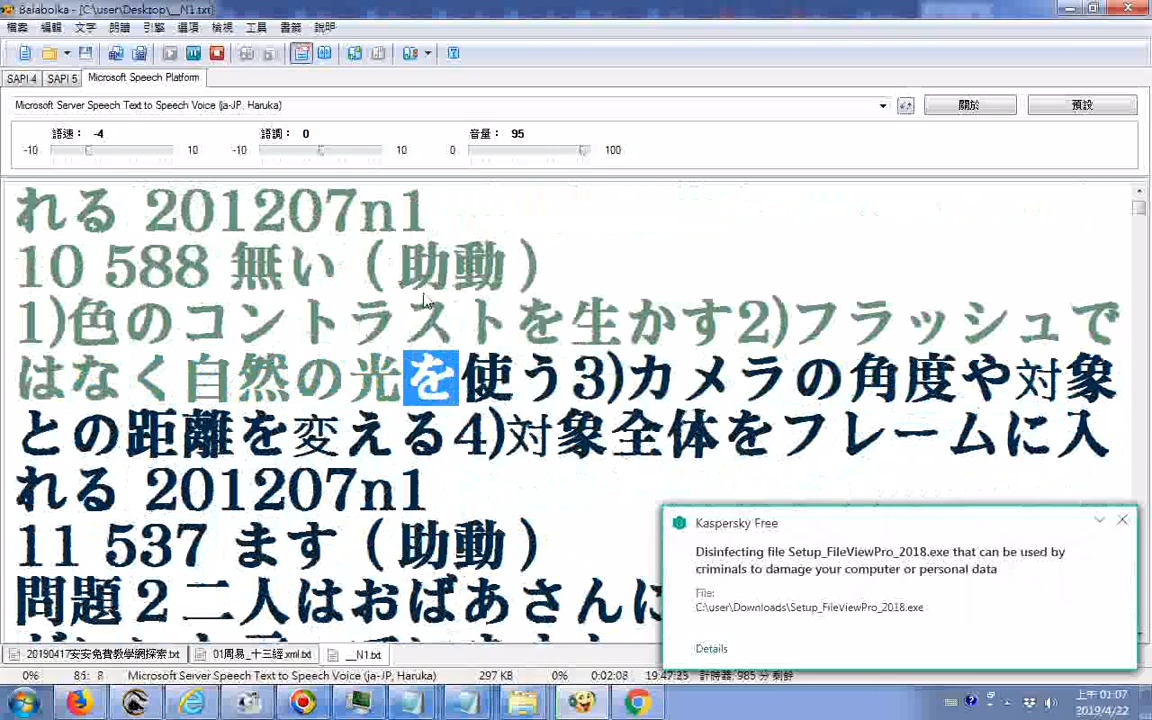 Balabolka - [C:\user\Desktop\__N1.txt]
檔案 編輯 文字 朗讀 引擎 選項 檢視 工具 書籤 說明
SAPI 4 SAPI 5 Microsoft Speech Platform
Microsoft Server Speech Text to Speech Voice (ja-JP, Haruka) 關於 預設
語速： -4 語調： 0 音量： 95
-10 10 -10 10 0 100
れる 201207n1
10 588 無い（助動）
1)色のコントラストを生かす2)フラッシュで
はなく自然の光を使う3)カメラの角度や対象
との距離を変える4)対象全体をフレームに入
れる 201207n1
11 537 ます（助動）
問題２二人はおばあさんに
Kaspersky Free
Disinfecting file Setup_FileViewPro_2018.exe that can be used by
criminals to damage your computer or personal data
File:
C:\user\Downloads\Setup_FileViewPro_2018.exe
Details
20190417安安免費教學網探索.txt 01周易_十三經.xml.txt __N1.txt
0% Microsoft Server Speech Text to Speech Voice (ja-JP, Haruka) 297 KB 0% 0:02:08 19:47:25
上午 01:07
2019/4/22